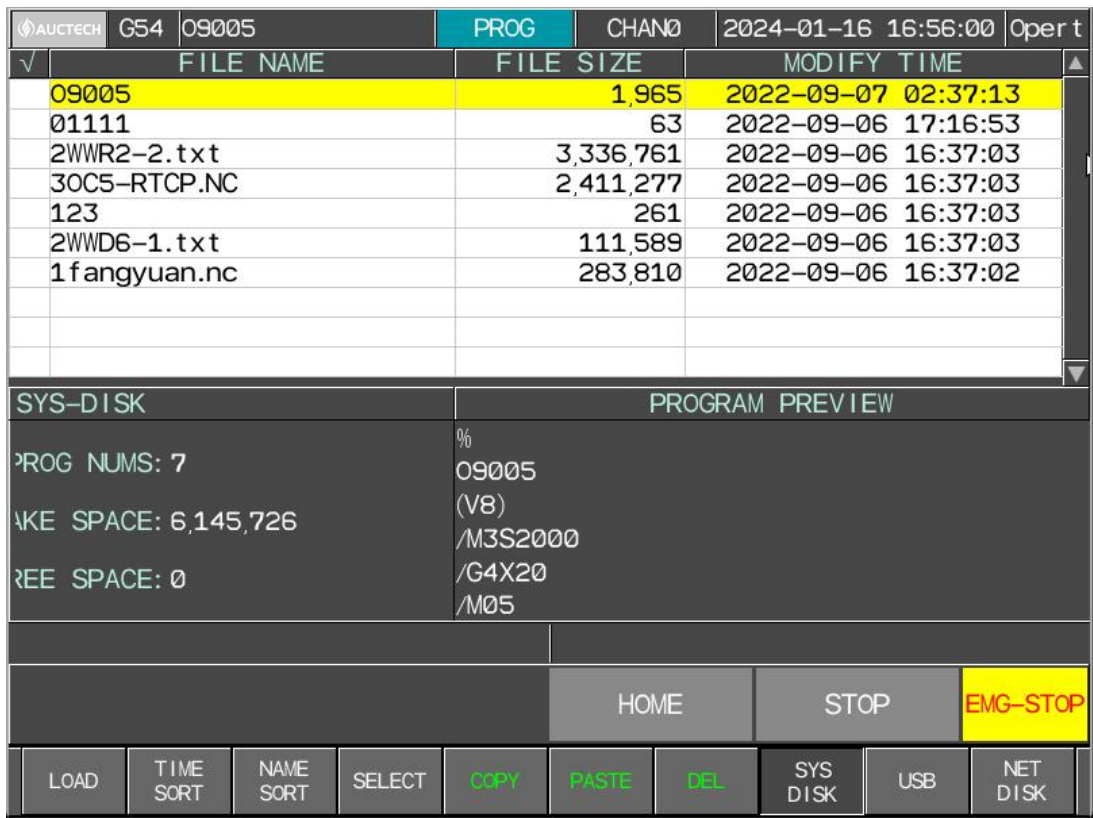 AUCTECH G54 O9005 PROG CHAN0 2024-01-16 16:56:00 Opert
√ FILE NAME FILE SIZE MODIFY TIME
O9005 1,965 2022-09-07 02:37:13
01111 63 2022-09-06 17:16:53
2WWR2-2.txt 3,336,761 2022-09-06 16:37:03
30C5-RTCP.NC 2,411,277 2022-09-06 16:37:03
123 261 2022-09-06 16:37:03
2WWD6-1.txt 111,589 2022-09-06 16:37:03
1fangyuan.nc 283,810 2022-09-06 16:37:02
SYS-DISK PROGRAM PREVIEW
PROG NUMS: 7
AKE SPACE: 6,145,726
REE SPACE: 0
%
O9005
(V8)
/M3S2000
/G4X20
/M05
HOME STOP EMG-STOP
LOAD
TIME
SORT
NAME
SORT
SELECT
COPY
PASTE
DEL
SYS
DISK
USB
NET
DISK